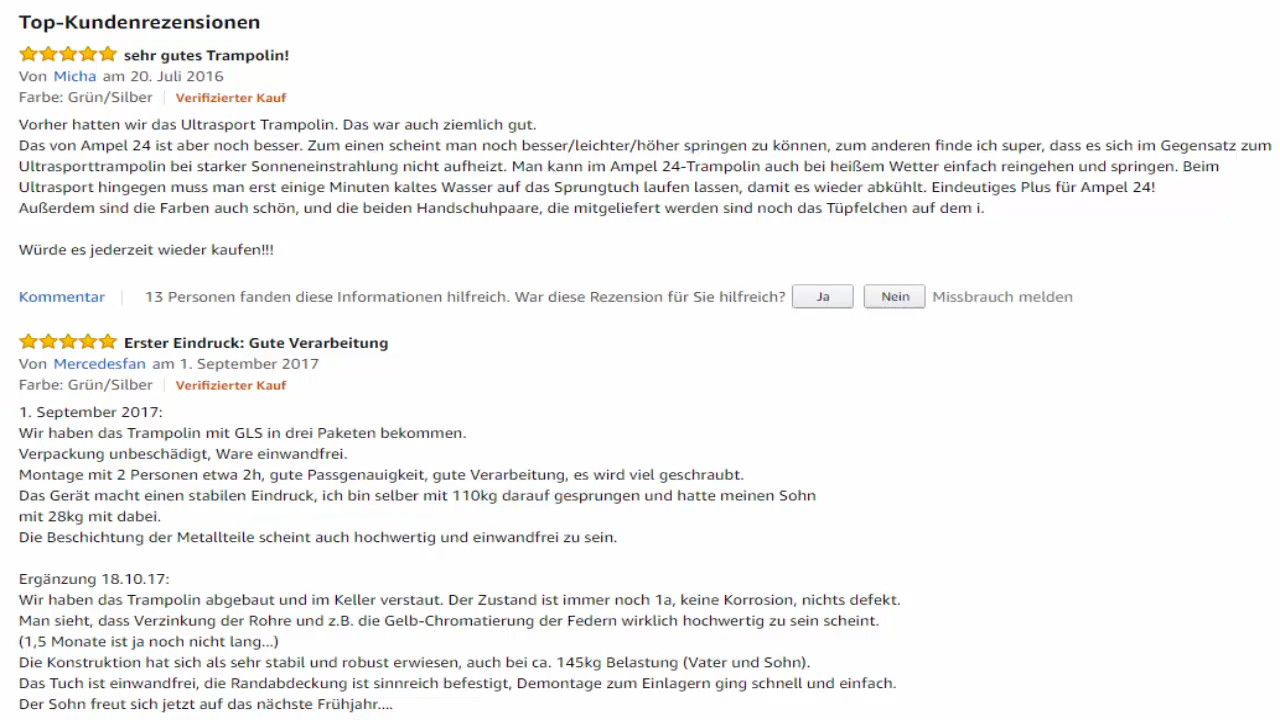 Top-Kundenrezensionen
sehr gutes Trampolin!
Von Micha am 20. Juli 2016
Farbe: Grün/Silber Verifizierter Kauf
Vorher hatten wir das Ultrasport Trampolin. Das war auch ziemlich gut.
Das von Ampel 24 ist aber noch besser. Zum einen scheint man noch besser/leichter/höher springen zu können, zum anderen finde ich super, dass es sich im Gegensatz zum
Ultrasporttrampolin bei starker Sonneneinstrahlung nicht aufheizt. Man kann im Ampel 24-Trampolin auch bei heißem Wetter einfach reingehen und springen. Beim
Ultrasport hingegen muss man erst einige Minuten kaltes Wasser auf das Sprungtuch laufen lassen, damit es wieder abkühlt. Eindeutiges Plus für Ampel 24!
Außerdem sind die Farben auch schön, und die beiden Handschuhpaare, die mitgeliefert werden sind noch das Tüpfelchen auf dem i.
Würde es jederzeit wieder kaufen!!!
Kommentar 13 Personen fanden diese Informationen hilfreich. War diese Rezension für Sie hilfreich? Ja Nein Missbrauch melden
Erster Eindruck: Gute Verarbeitung
Von Mercedesfan am 1. September 2017
Farbe: Grün/Silber Verifizierter Kauf
1. September 2017:
Wir haben das Trampolin mit GLS in drei Paketen bekommen.
Verpackung unbeschädigt, Ware einwandfrei.
Montage mit 2 Personen etwa 2h, gute Passgenauigkeit, gute Verarbeitung, es wird viel geschraubt.
Das Gerät macht einen stabilen Eindruck, ich bin selber mit 110kg darauf gesprungen und hatte meinen Sohn
mit 28kg mit dabei.
Die Beschichtung der Metallteile scheint auch hochwertig und einwandfrei zu sein.
Ergänzung 18.10.17:
Wir haben das Trampolin abgebaut und im Keller verstaut. Der Zustand ist immer noch 1a, keine Korrosion, nichts defekt.
Man sieht, dass Verzinkung der Rohre und z.B. die Gelb-Chromatierung der Federn wirklich hochwertig zu sein scheint.
(1,5 Monate ist ja noch nicht lang...)
Die Konstruktion hat sich als sehr stabil und robust erwiesen, auch bei ca. 145kg Belastung (Vater und Sohn).
Das Tuch ist einwandfrei, die Randabdeckung ist sinnreich befestigt, Demontage zum Einlagern ging schnell und einfach.
Der Sohn freut sich jetzt auf das nächste Frühjahr....